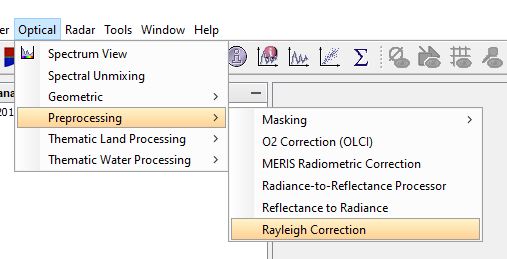 er Optical Radar Tools Window Help
Spectrum View
Spectral Unmixing
Geometric
Preprocessing
Thematic Land Processing
Thematic Water Processing
Masking
O2 Correction (OLCI)
MERIS Radiometric Correction
Radiance-to-Reflectance Processor
Reflectance to Radiance
Rayleigh Correction
ana
201